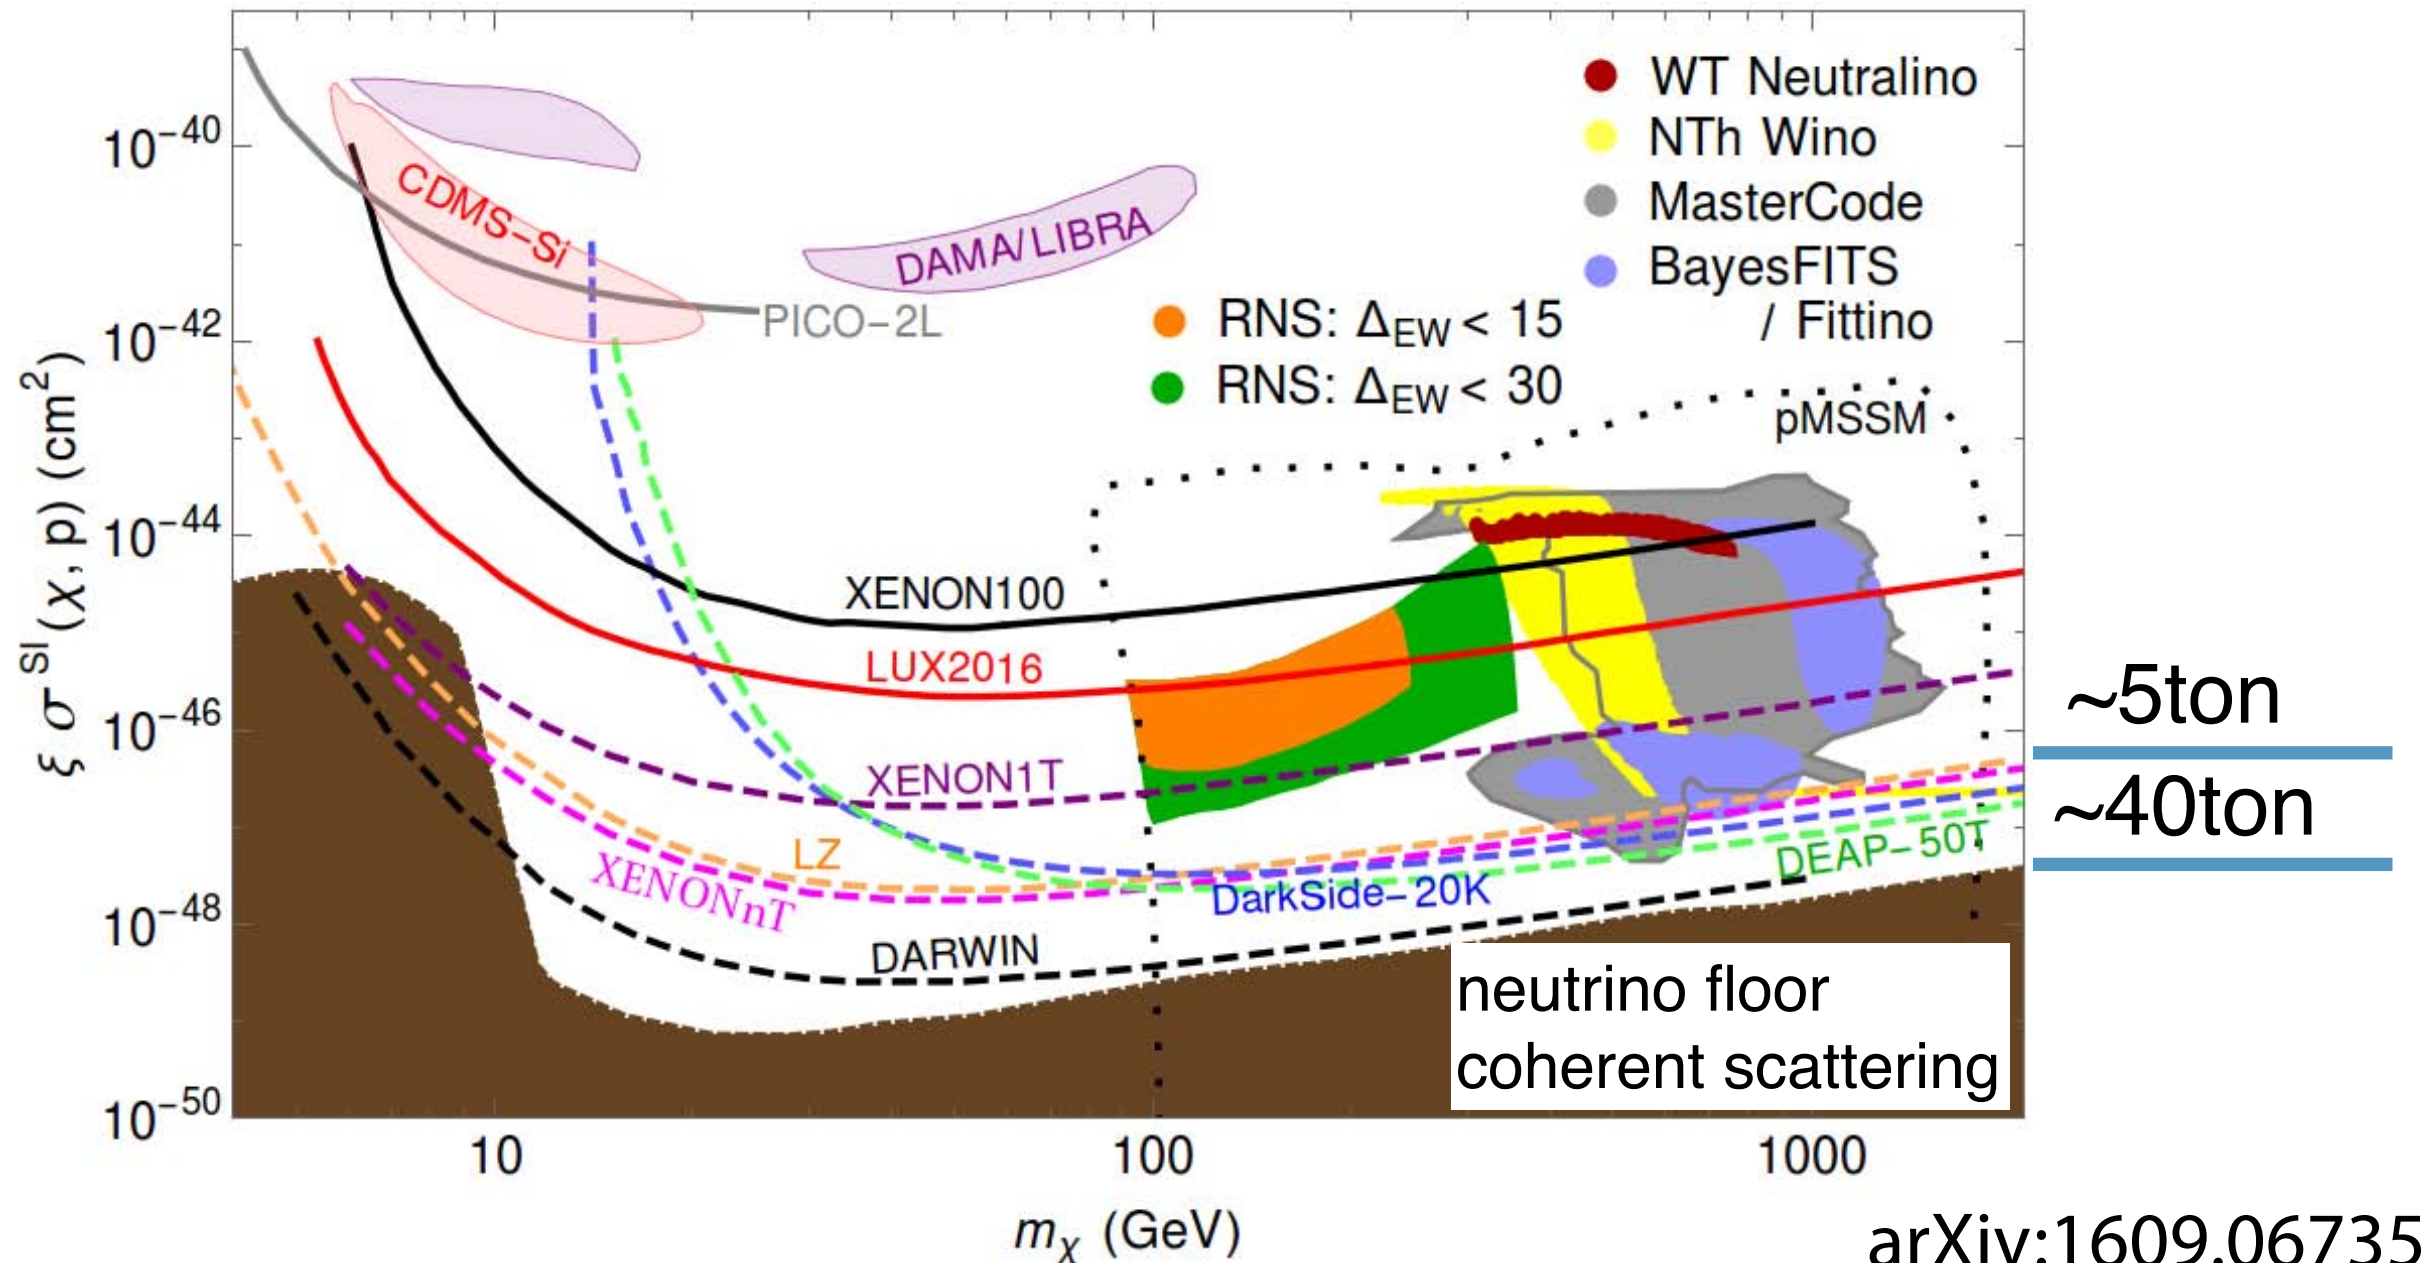 WT Neutralino
NTh Wino
MasterCode
BayesFITS
/ Fittino
RNS: Δ_EW < 15
RNS: Δ_EW < 30
CDMS−Si
DAMA/LIBRA
PICO−2L
pMSSM
XENON100
LUX2016
XENON1T
LZ
XENONnT
DarkSide−20K
DEAP−50T
DARWIN
neutrino floor
coherent scattering
~5ton
~40ton
ξ σ^SI(χ, p) (cm²)
10⁻⁴⁰
10⁻⁴²
10⁻⁴⁴
10⁻⁴⁶
10⁻⁴⁸
10⁻⁵⁰
10 100 1000
m_χ (GeV)
arXiv:1609.06735